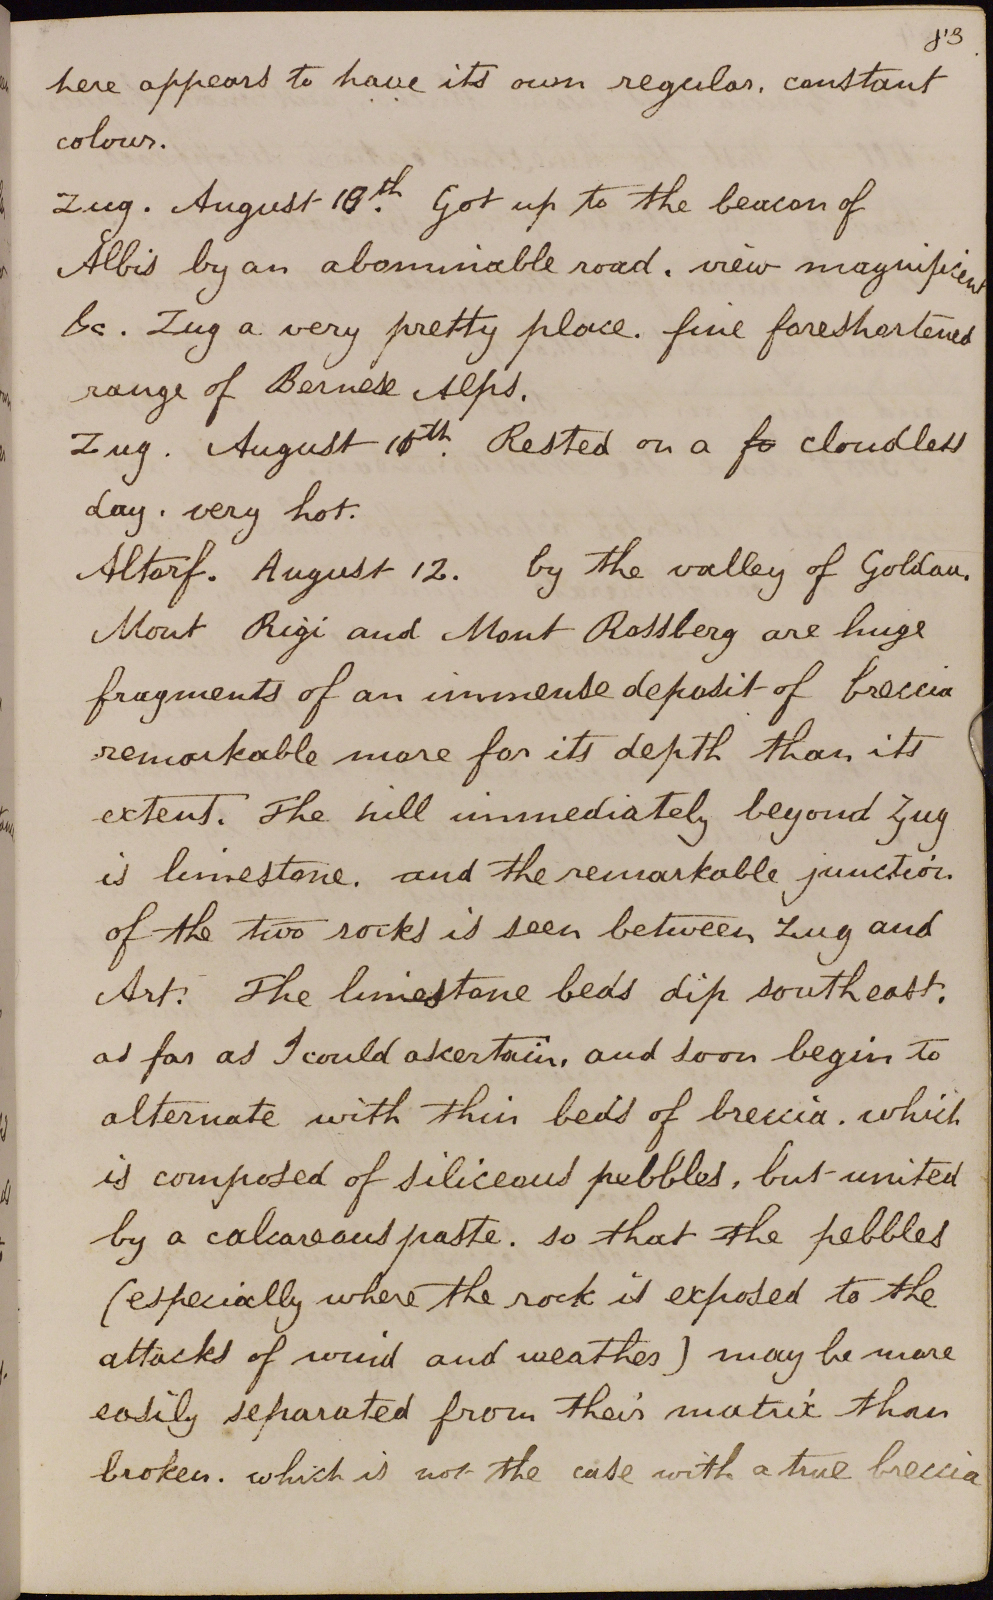 83
here appears to have its own regular. constant
colour.
Zug. August 10th. Got up to the beacon of
Albis by an abominable road. view magnificent
&c. Zug a very pretty place. fine foreshortened
range of Bernese Alps.
Zug. August th. Rested on a fo cloudless
day. very hot.
Altorf. August 12. by the valley of Goldau.
Mont Rigi and Mont Rossberg are huge
fragments of an immense deposit of breccia
remarkable more for its depth than its
extent. The hill immediately beyond Zug
is limestone. and the remarkable junction
of the two rocks is seen between Zug and
Art. The limestone beds dip southeast.
as far as I could ascertain, and soon begin to
alternate with thin beds of breccia. which
is composed of siliceous pebbles, but united
by a calcareous paste. so that the pebbles
(especially where the rock is exposed to the
attacks of wind and weather) may be more
easily separated from their matrix than
broken. which is not the case with a true breccia